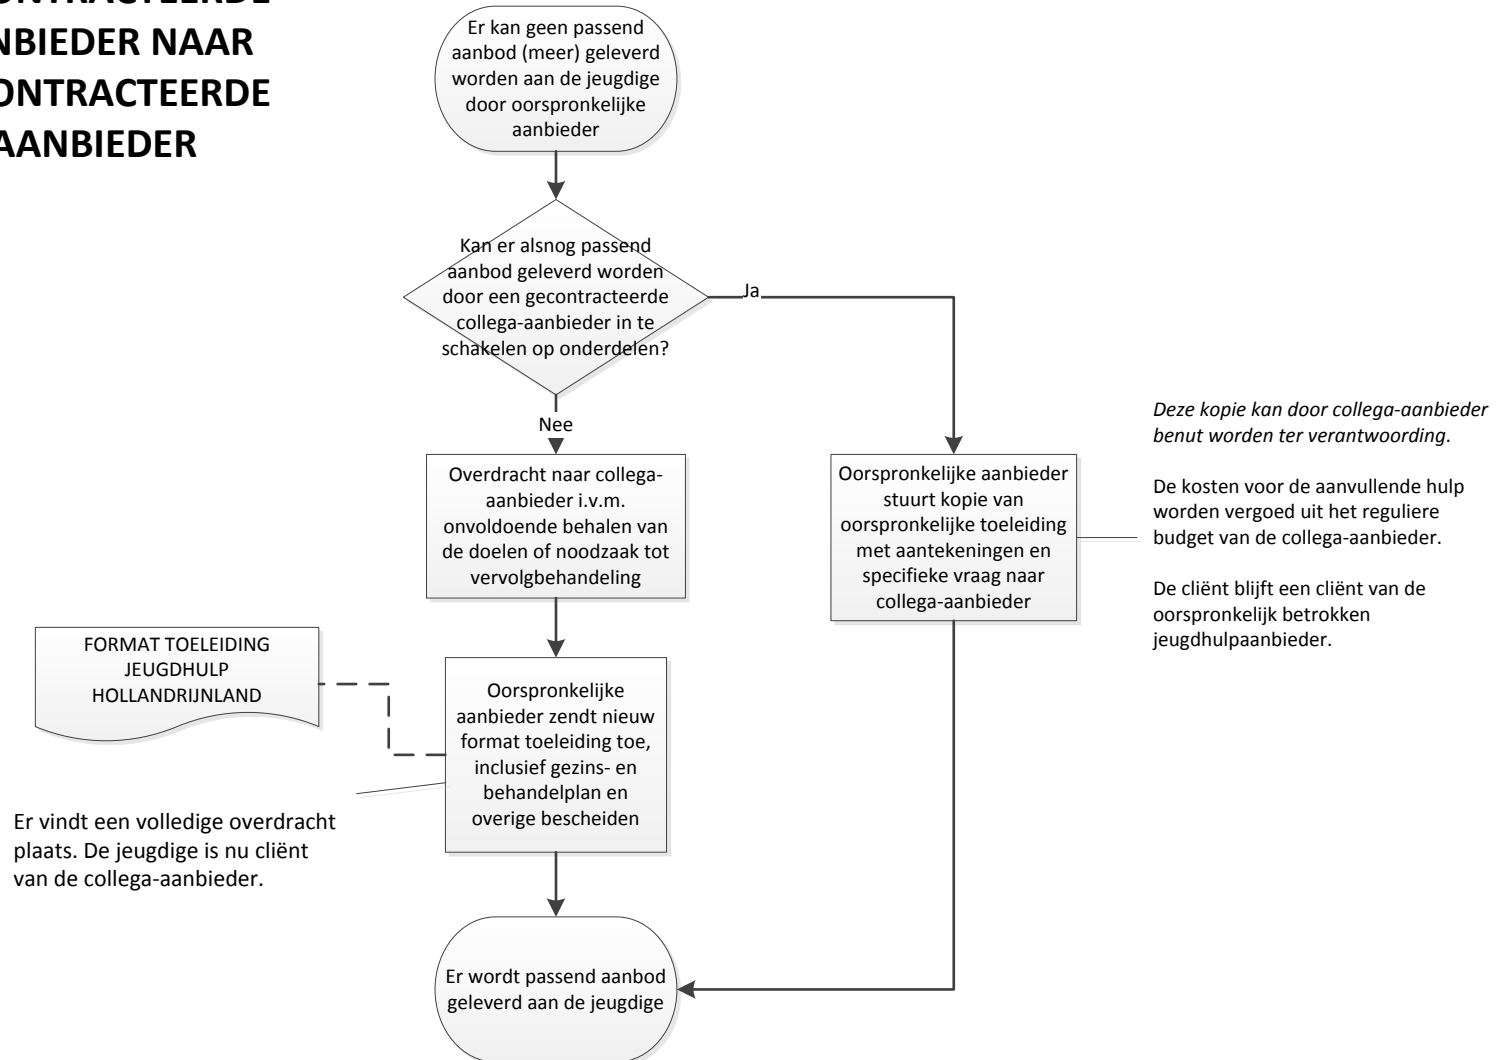 ONTRACTEERDE
NBIEDER NAAR
ONTRACTEERDE
AANBIEDER
Er kan geen passend
aanbod (meer) geleverd
worden aan de jeugdige
door oorspronkelijke
aanbieder
Kan er alsnog passend
aanbod geleverd worden
door een gecontracteerde
collega-aanbieder in te
schakelen op onderdelen?
Ja
Nee
Overdracht naar collega-
aanbieder i.v.m.
onvoldoende behalen van
de doelen of noodzaak tot
vervolgbehandeling
Oorspronkelijke aanbieder
stuurt kopie van
oorspronkelijke toeleiding
met aantekeningen en
specifieke vraag naar
collega-aanbieder
Deze kopie kan door collega-aanbieder
benut worden ter verantwoording.
De kosten voor de aanvullende hulp
worden vergoed uit het reguliere
budget van de collega-aanbieder.
De cliënt blijft een cliënt van de
oorspronkelijk betrokken
jeugdhulpaanbieder.
FORMAT TOELEIDING
JEUGDHULP
HOLLANDRIJNLAND
Oorspronkelijke
aanbieder zendt nieuw
format toeleiding toe,
inclusief gezins- en
behandelplan en
overige bescheiden
Er vindt een volledige overdracht
plaats. De jeugdige is nu cliënt
van de collega-aanbieder.
Er wordt passend aanbod
geleverd aan de jeugdige